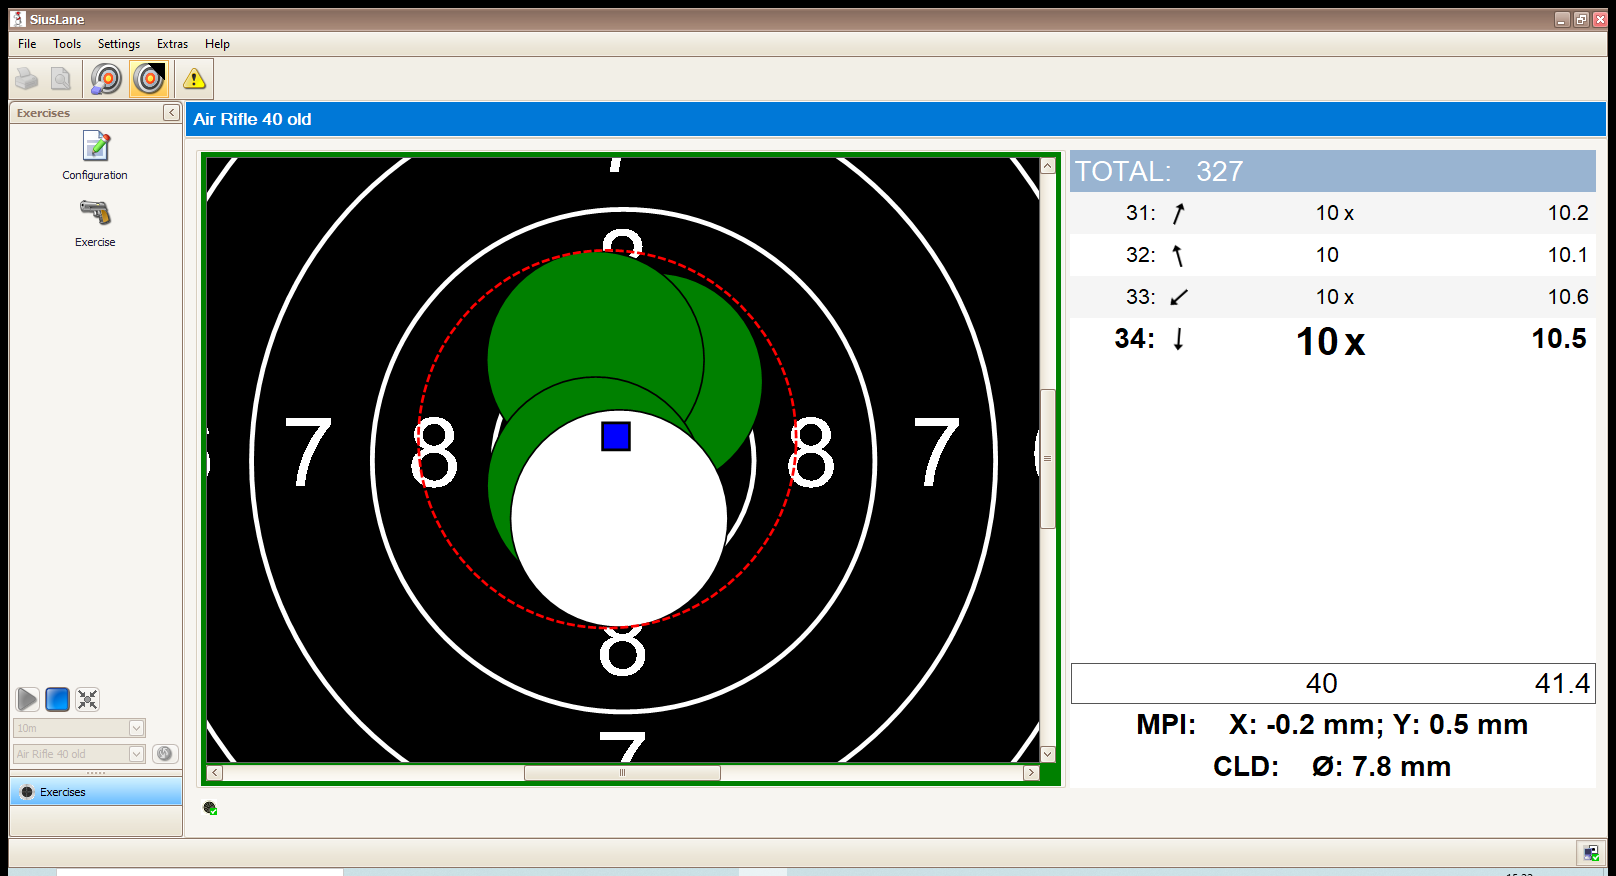 SiusLane
File Tools Settings Extras Help
Exercises
Air Rifle 40 old
Configuration
Exercise
7
8
7 8 8 7
8
7
TOTAL: 327
31: 10 x 10.2
32: 10 10.1
33: 10 x 10.6
34: 10 x 10.5
40 41.4
MPI: X: -0.2 mm; Y: 0.5 mm
CLD: Ø: 7.8 mm
10m
Air Rifle 40 old
Exercises